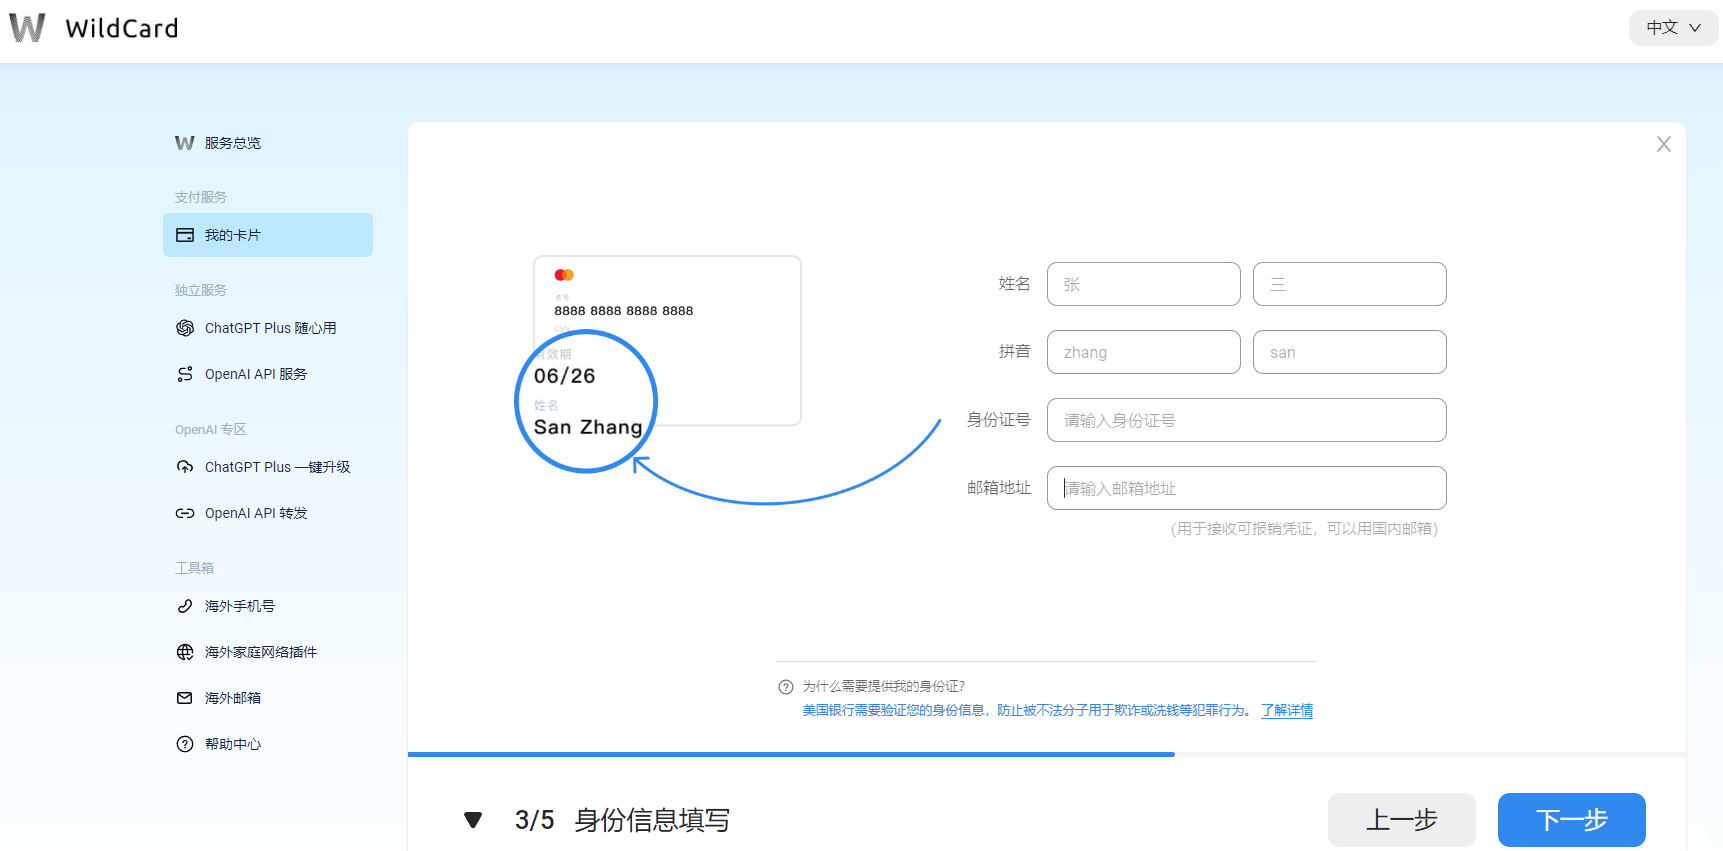 WildCard
中文
服务总览
支付服务
我的卡片
独立服务
ChatGPT Plus 随心用
OpenAI API 服务
OpenAI 专区
ChatGPT Plus 一键升级
OpenAI API 转发
工具箱
海外手机号
海外家庭网络插件
海外邮箱
帮助中心
卡号
8888 8888 8888 8888
CVV
有效期
06/26
姓名
San Zhang
姓名 张 三
拼音 zhang san
身份证号 请输入身份证号
邮箱地址 请输入邮箱地址
(用于接收可报销凭证，可以用国内邮箱)
为什么需要提供我的身份证?
美国银行需要验证您的身份信息，防止被不法分子用于欺诈或洗钱等犯罪行为。 了解详情
3/5 身份信息填写
上一步
下一步